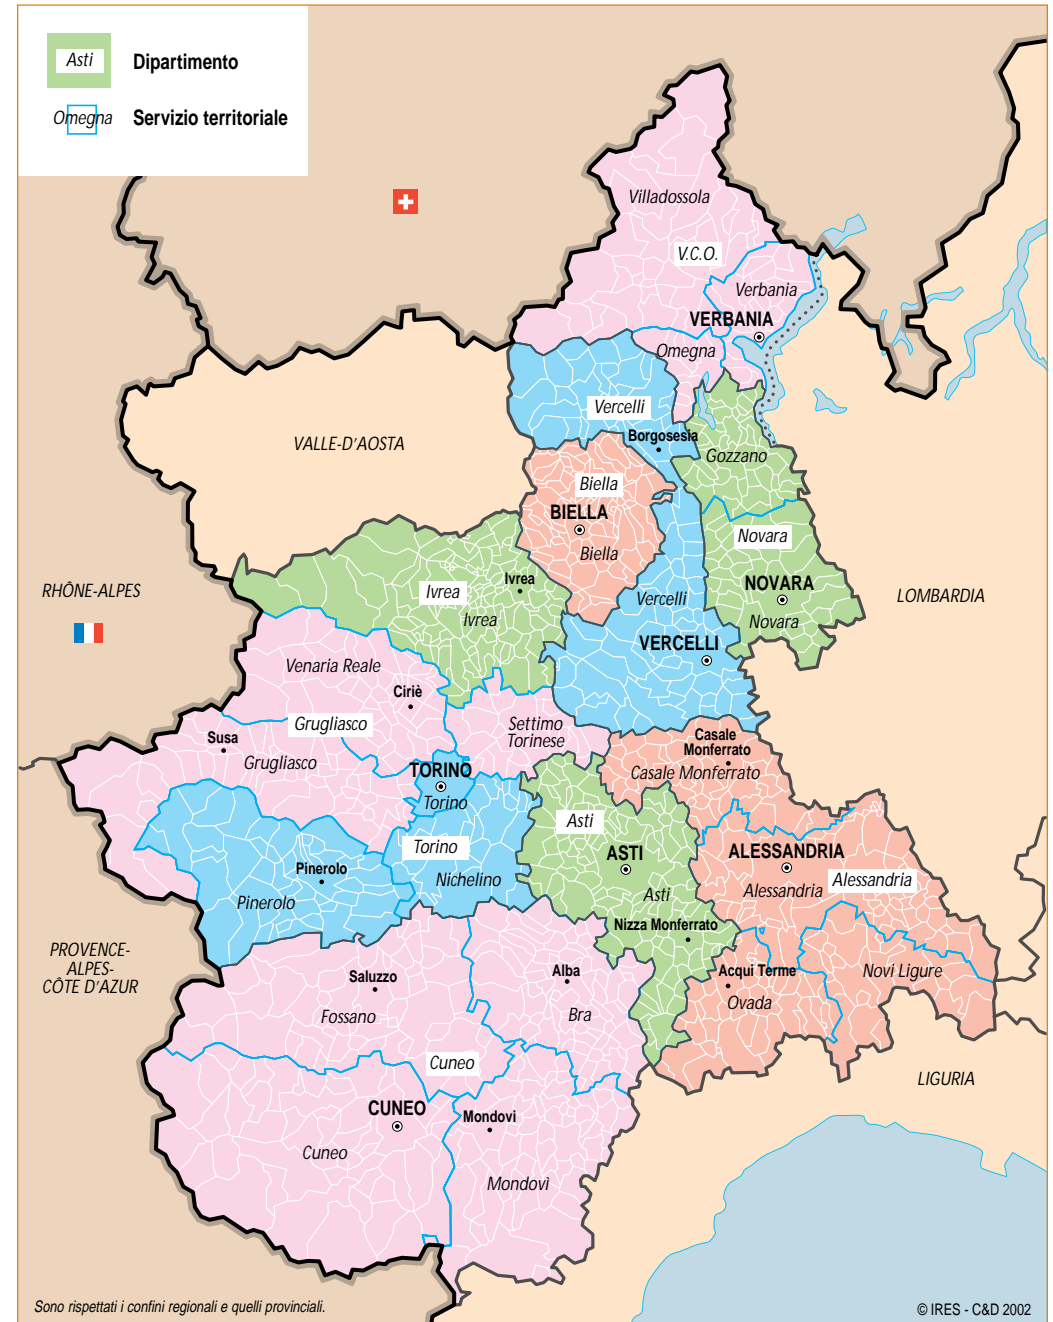 Asti
Dipartimento
Omegna
Servizio territoriale
Villadossola
V.C.O.
Verbania
VERBANIA
Omegna
Vercelli
Borgosesia
Gozzano
VALLE-D'AOSTA
Biella
BIELLA
Biella
Novara
NOVARA
Novara
RHÔNE-ALPES
Ivrea
Ivrea
Ivrea
Vercelli
VERCELLI
LOMBARDIA
Venaria Reale
Ciriè
Grugliasco
Susa
Grugliasco
Settimo
Torinese
Casale
Monferrato
Casale Monferrato
TORINO
Torino
Torino
Nichelino
Asti
ASTI
Asti
ALESSANDRIA
Alessandria
Alessandria
Pinerolo
Pinerolo
Nizza Monferrato
PROVENCE-
ALPES-
CÔTE D'AZUR
Saluzzo
Fossano
Alba
Bra
Acqui Terme
Ovada
Novi Ligure
Cuneo
CUNEO
Cuneo
Mondovi
Mondovì
LIGURIA
Sono rispettati i confini regionali e quelli provinciali.
© IRES - C&D 2002